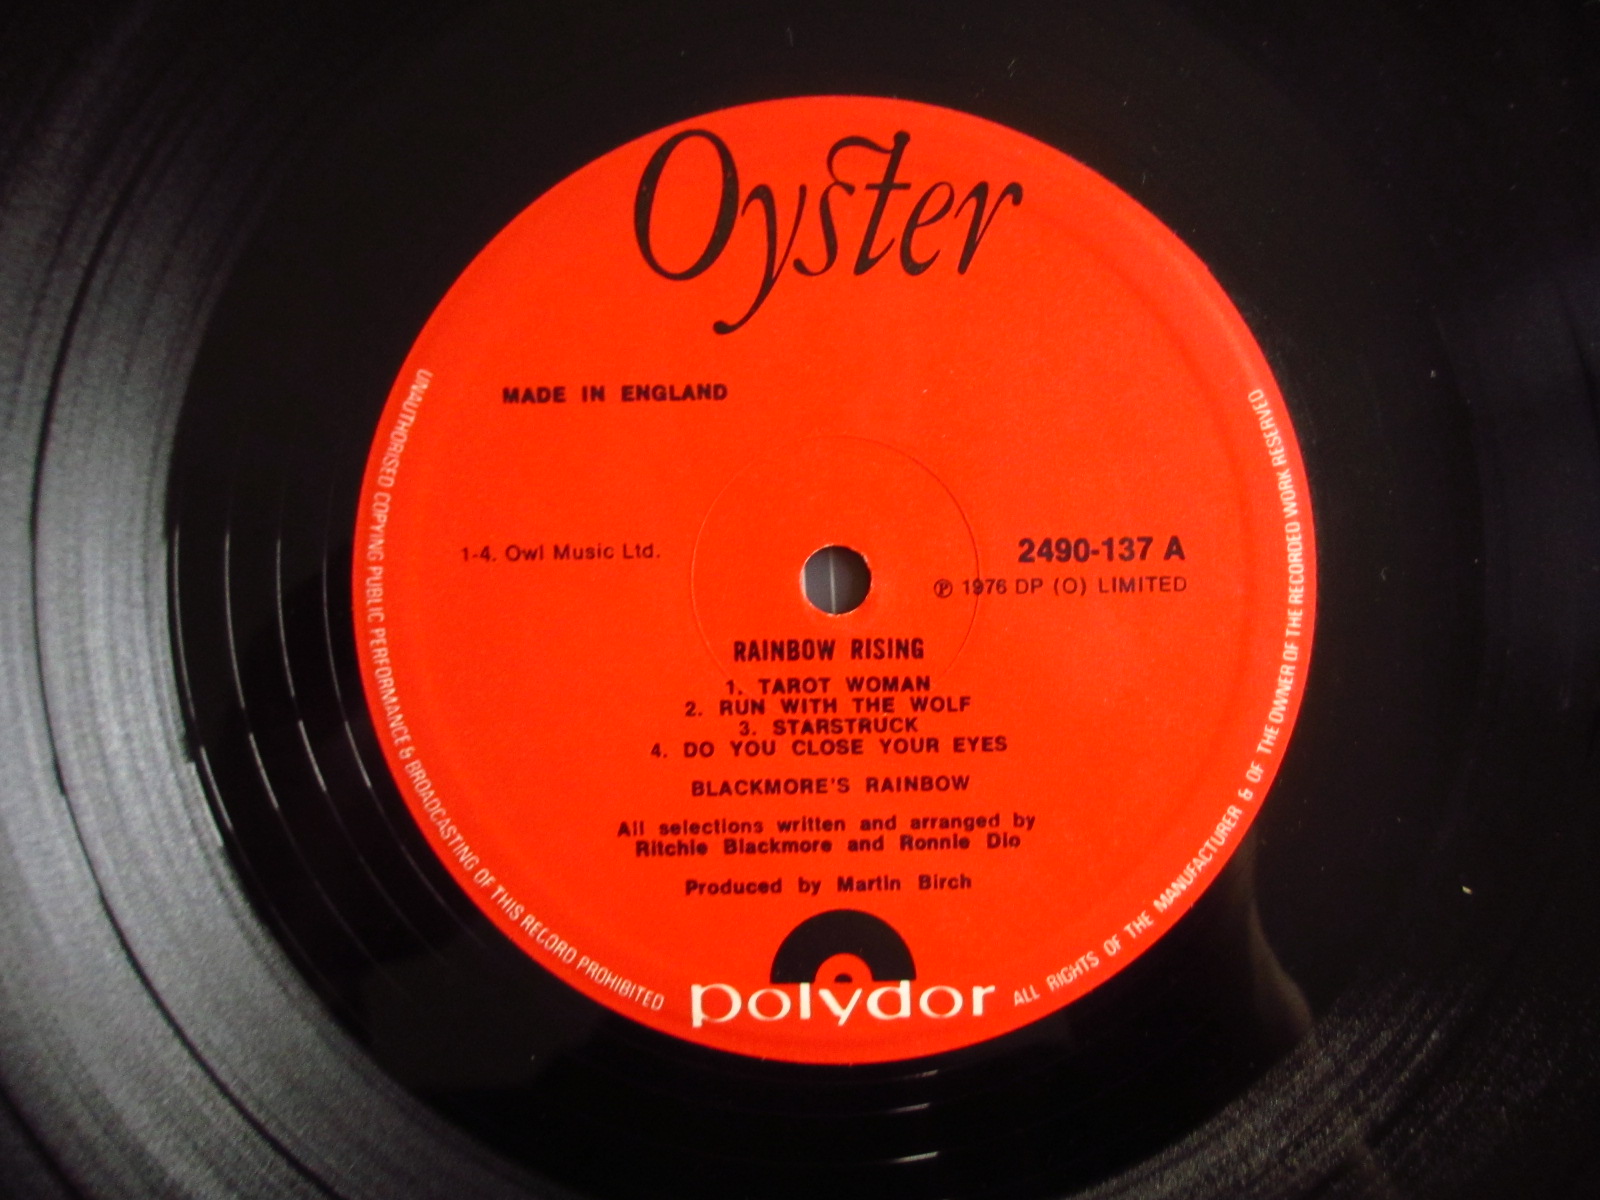 Oyster
MADE IN ENGLAND
1-4. Owl Music Ltd.
2490-137 A
℗ 1976 DP (O) LIMITED
RAINBOW RISING
1. TAROT WOMAN
2. RUN WITH THE WOLF
3. STARSTRUCK
4. DO YOU CLOSE YOUR EYES
BLACKMORE'S RAINBOW
All selections written and arranged by
Ritchie Blackmore and Ronnie Dio
Produced by Martin Birch
polydor
UNAUTHORISED COPYING PUBLIC PERFORMANCE & BROADCASTING OF THIS RECORD PROHIBITED
ALL RIGHTS OF THE MANUFACTURER & OF THE OWNER OF THE RECORDED WORK RESERVED